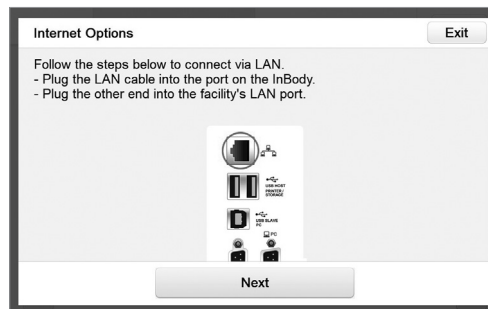 Internet Options
Exit
Follow the steps below to connect via LAN.
- Plug the LAN cable into the port on the InBody.
- Plug the other end into the facility's LAN port.
USB HOST
PRINTER/
STORAGE
USB SLAVE
PC
PC
Next